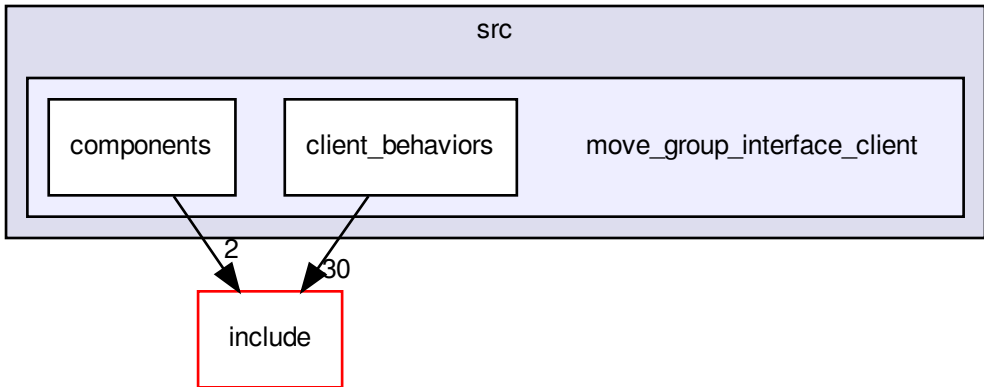 src
components
client_behaviors
move_group_interface_client
2
30
include